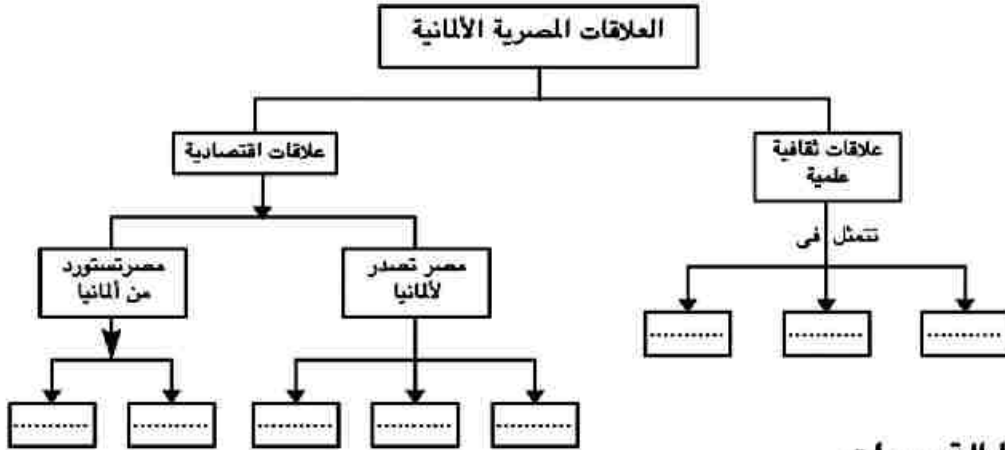 العلاقات المصرية الألمانية
علاقات ثقافية
علمية
علاقات اقتصادية
تتمثل فى
مصر تصدر
لألمانيا
مصرتستورد
من ألمانيا
............
............
............
............
............
............
............
............